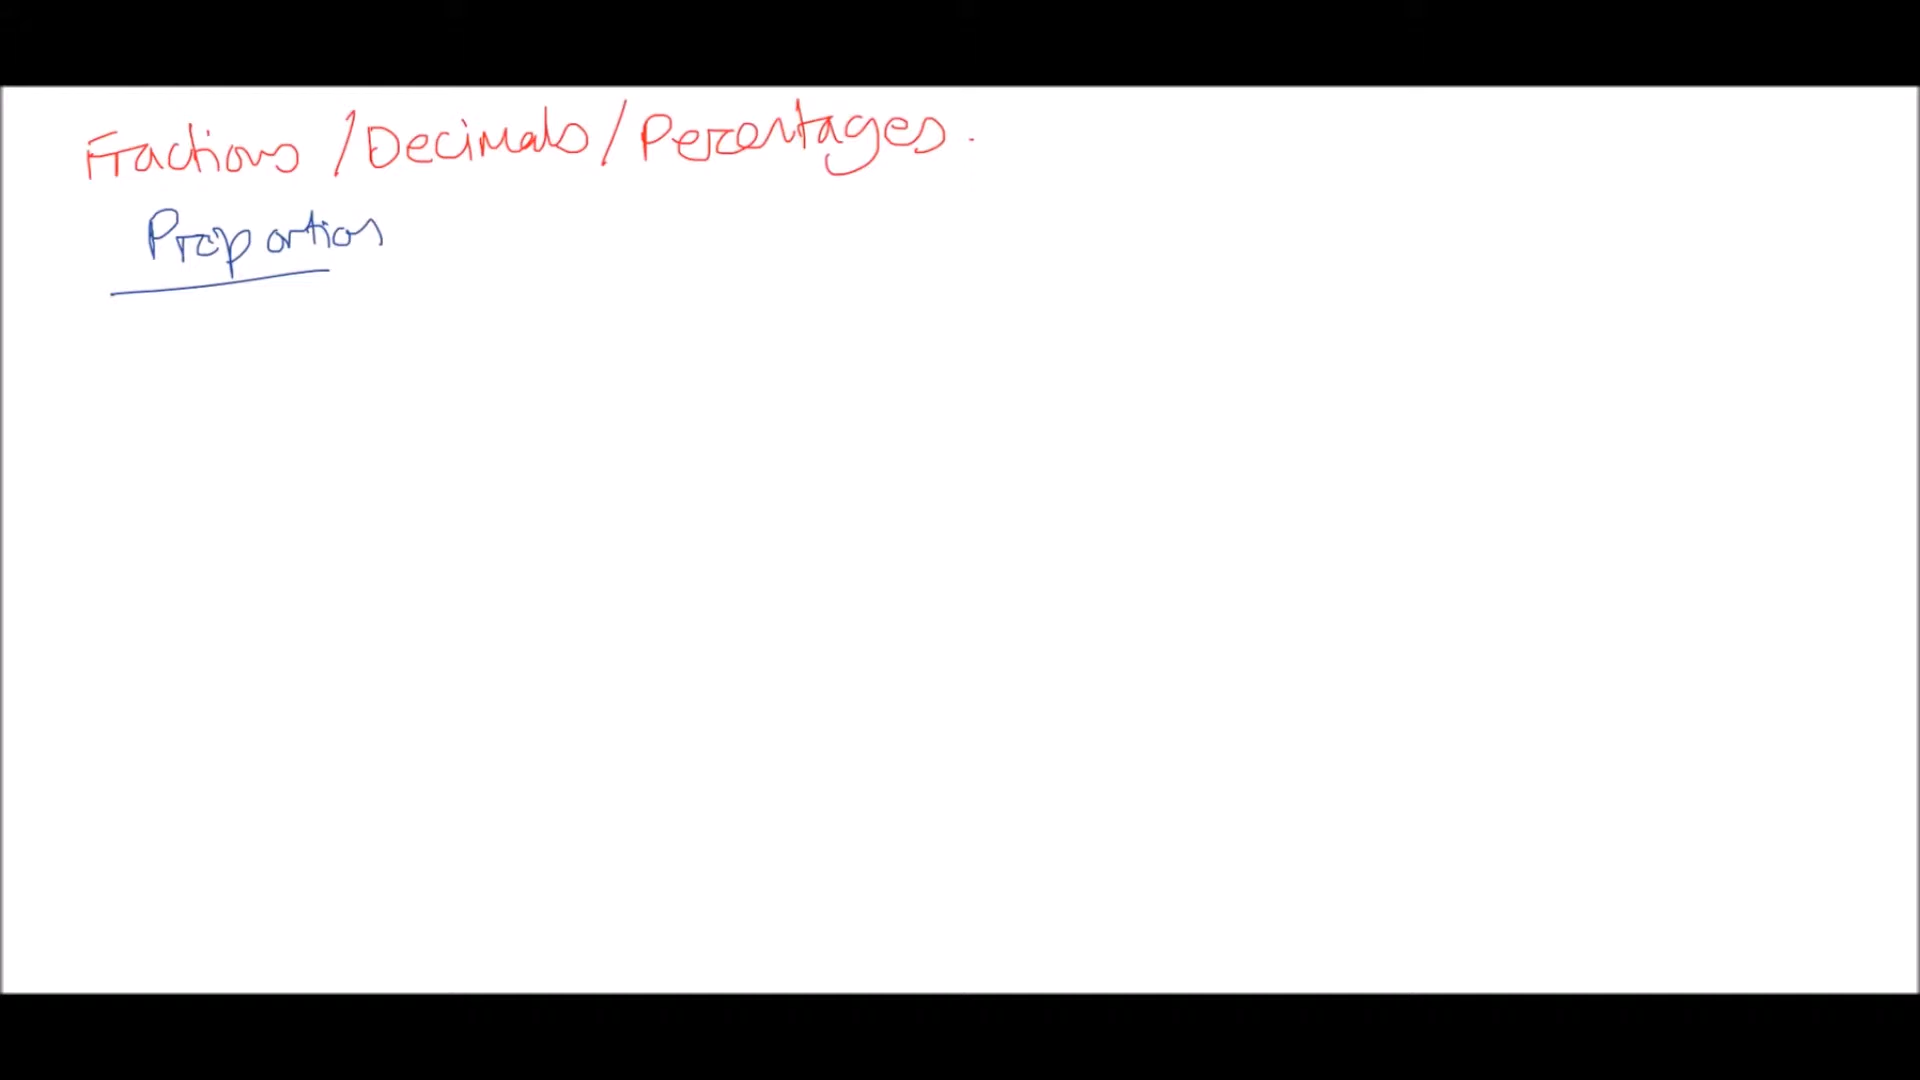 Fractions / Decimals / Percentages.
Proportion